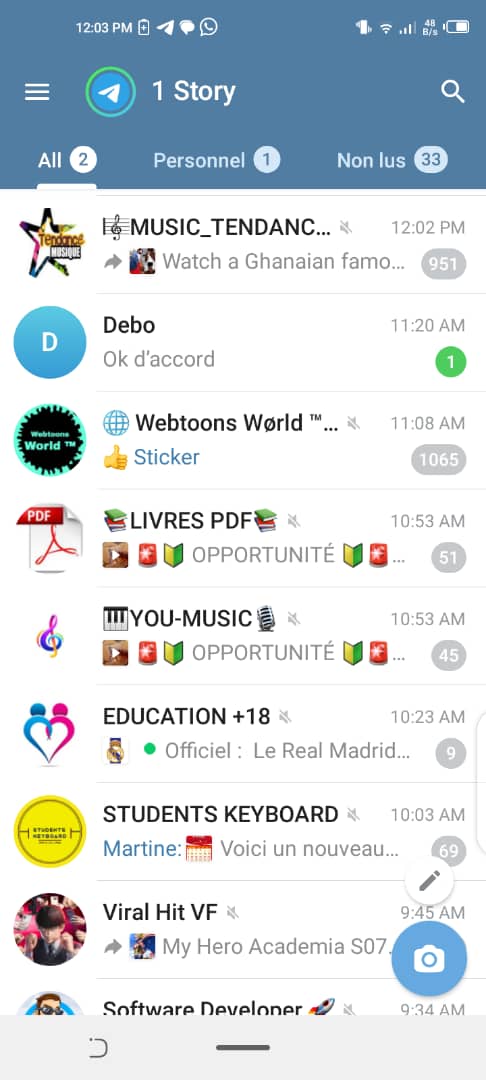 12:03 PM
48 B/s
1 Story
All 2 Personnel 1 Non lus 33
Tendance MUSIQUE
🎼MUSIC_TENDANC... 12:02 PM
Watch a Ghanaian famo... 951
D
Debo 11:20 AM
Ok d'accord 1
Webtoons World ™
🌐 Webtoons Wørld ™... 11:08 AM
👍 Sticker 1065
PDF
📚LIVRES PDF📚 10:53 AM
🚨🔰 OPPORTUNITÉ 🔰🚨... 51
🎹YOU-MUSIC🎙 10:53 AM
🚨🔰 OPPORTUNITÉ 🔰🚨... 45
EDUCATION +18 10:23 AM
Officiel : Le Real Madrid... 9
STUDENTS KEYBOARD
STUDENTS KEYBOARD 10:03 AM
Martine: Voici un nouveau... 69
Viral Hit VF 9:45 AM
My Hero Academia S07.
Software Developer 🚀 9:34 AM